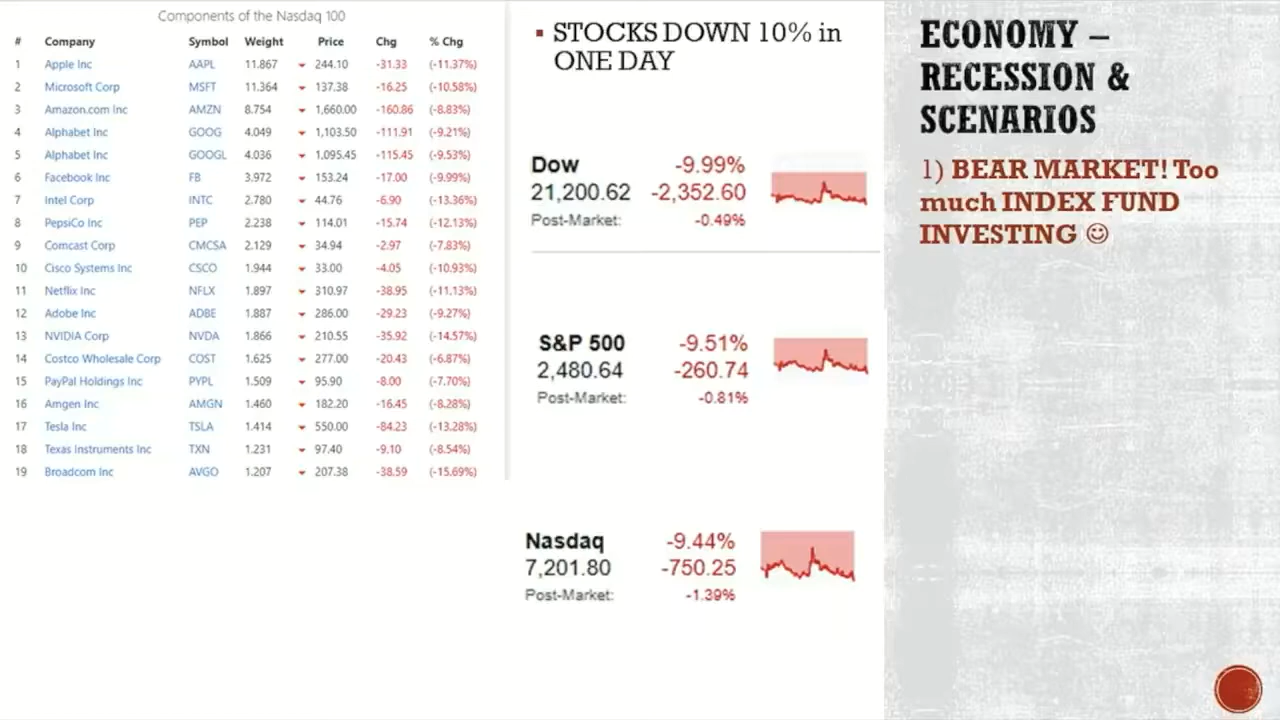 Components of the Nasdaq 100
# Company Symbol Weight Price Chg % Chg
1 Apple Inc AAPL 11.867 244.10 -31.33 (-11.37%)
2 Microsoft Corp MSFT 11.364 137.38 -16.25 (-10.58%)
3 Amazon.com Inc AMZN 8.754 1,660.00 -160.86 (-8.83%)
4 Alphabet Inc GOOG 4.049 1,103.50 -111.91 (-9.21%)
5 Alphabet Inc GOOGL 4.036 1,095.45 -115.45 (-9.53%)
6 Facebook Inc FB 3.972 153.24 -17.00 (-9.99%)
7 Intel Corp INTC 2.780 44.76 -6.90 (-13.36%)
8 PepsiCo Inc PEP 2.238 114.01 -15.74 (-12.13%)
9 Comcast Corp CMCSA 2.129 34.94 -2.97 (-7.83%)
10 Cisco Systems Inc CSCO 1.944 33.00 -4.05 (-10.93%)
11 Netflix Inc NFLX 1.897 310.97 -38.95 (-11.13%)
12 Adobe Inc ADBE 1.887 286.00 -29.23 (-9.27%)
13 NVIDIA Corp NVDA 1.866 210.55 -35.92 (-14.57%)
14 Costco Wholesale Corp COST 1.625 277.00 -20.43 (-6.87%)
15 PayPal Holdings Inc PYPL 1.509 95.90 -8.00 (-7.70%)
16 Amgen Inc AMGN 1.460 182.20 -16.45 (-8.28%)
17 Tesla Inc TSLA 1.414 550.00 -84.23 (-13.28%)
18 Texas Instruments Inc TXN 1.231 97.40 -9.10 (-8.54%)
19 Broadcom Inc AVGO 1.207 207.38 -38.59 (-15.69%)
STOCKS DOWN 10% in
ONE DAY
Dow -9.99%
21,200.62 -2,352.60
Post-Market: -0.49%
S&P 500 -9.51%
2,480.64 -260.74
Post-Market: -0.81%
Nasdaq -9.44%
7,201.80 -750.25
Post-Market: -1.39%
ECONOMY –
RECESSION &
SCENARIOS
1) BEAR MARKET! Too
much INDEX FUND
INVESTING ☺